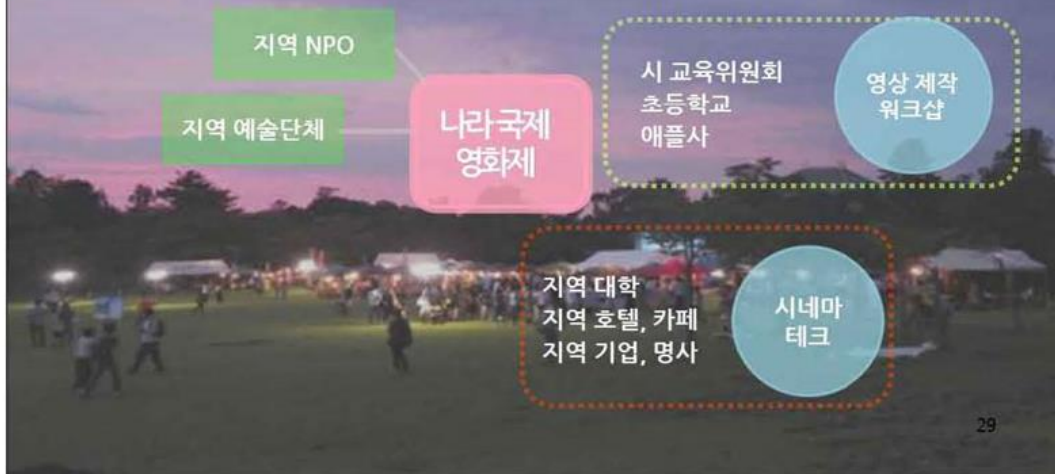 지역 NPO
지역 예술단체
나라 국제
영화제
시 교육위원회
초등학교
애플사
영상 제작
워크샵
지역 대학
지역 호텔, 카페
지역 기업, 명사
시네마
테크
29